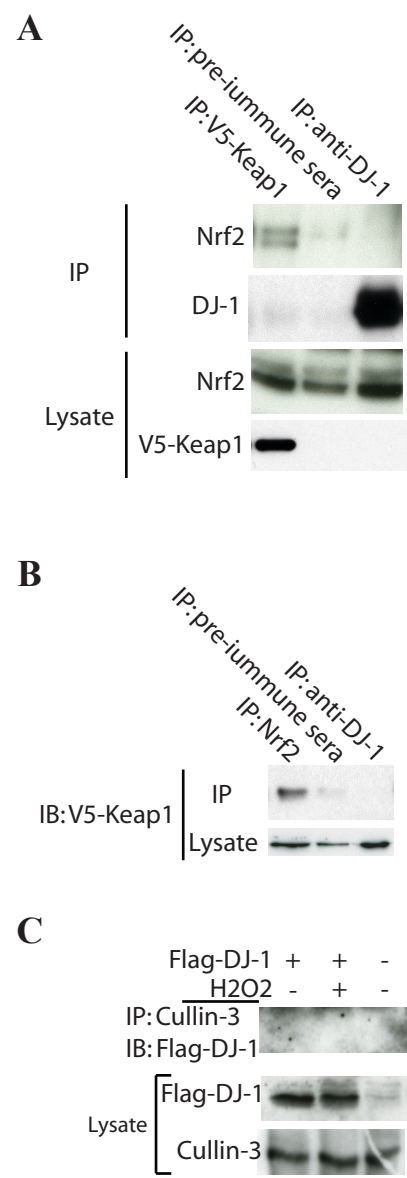 A
IP:V5-Keap1
IP:pre-iummune sera
IP:anti-DJ-1
IP
Nrf2
DJ-1
Lysate
Nrf2
V5-Keap1
B
IP:Nrf2
IP:pre-iummune sera
IP:anti-DJ-1
IB:V5-Keap1
IP
Lysate
C
Flag-DJ-1 + + -
H2O2 - + -
IP:Cullin-3
IB:Flag-DJ-1
Lysate
Flag-DJ-1
Cullin-3